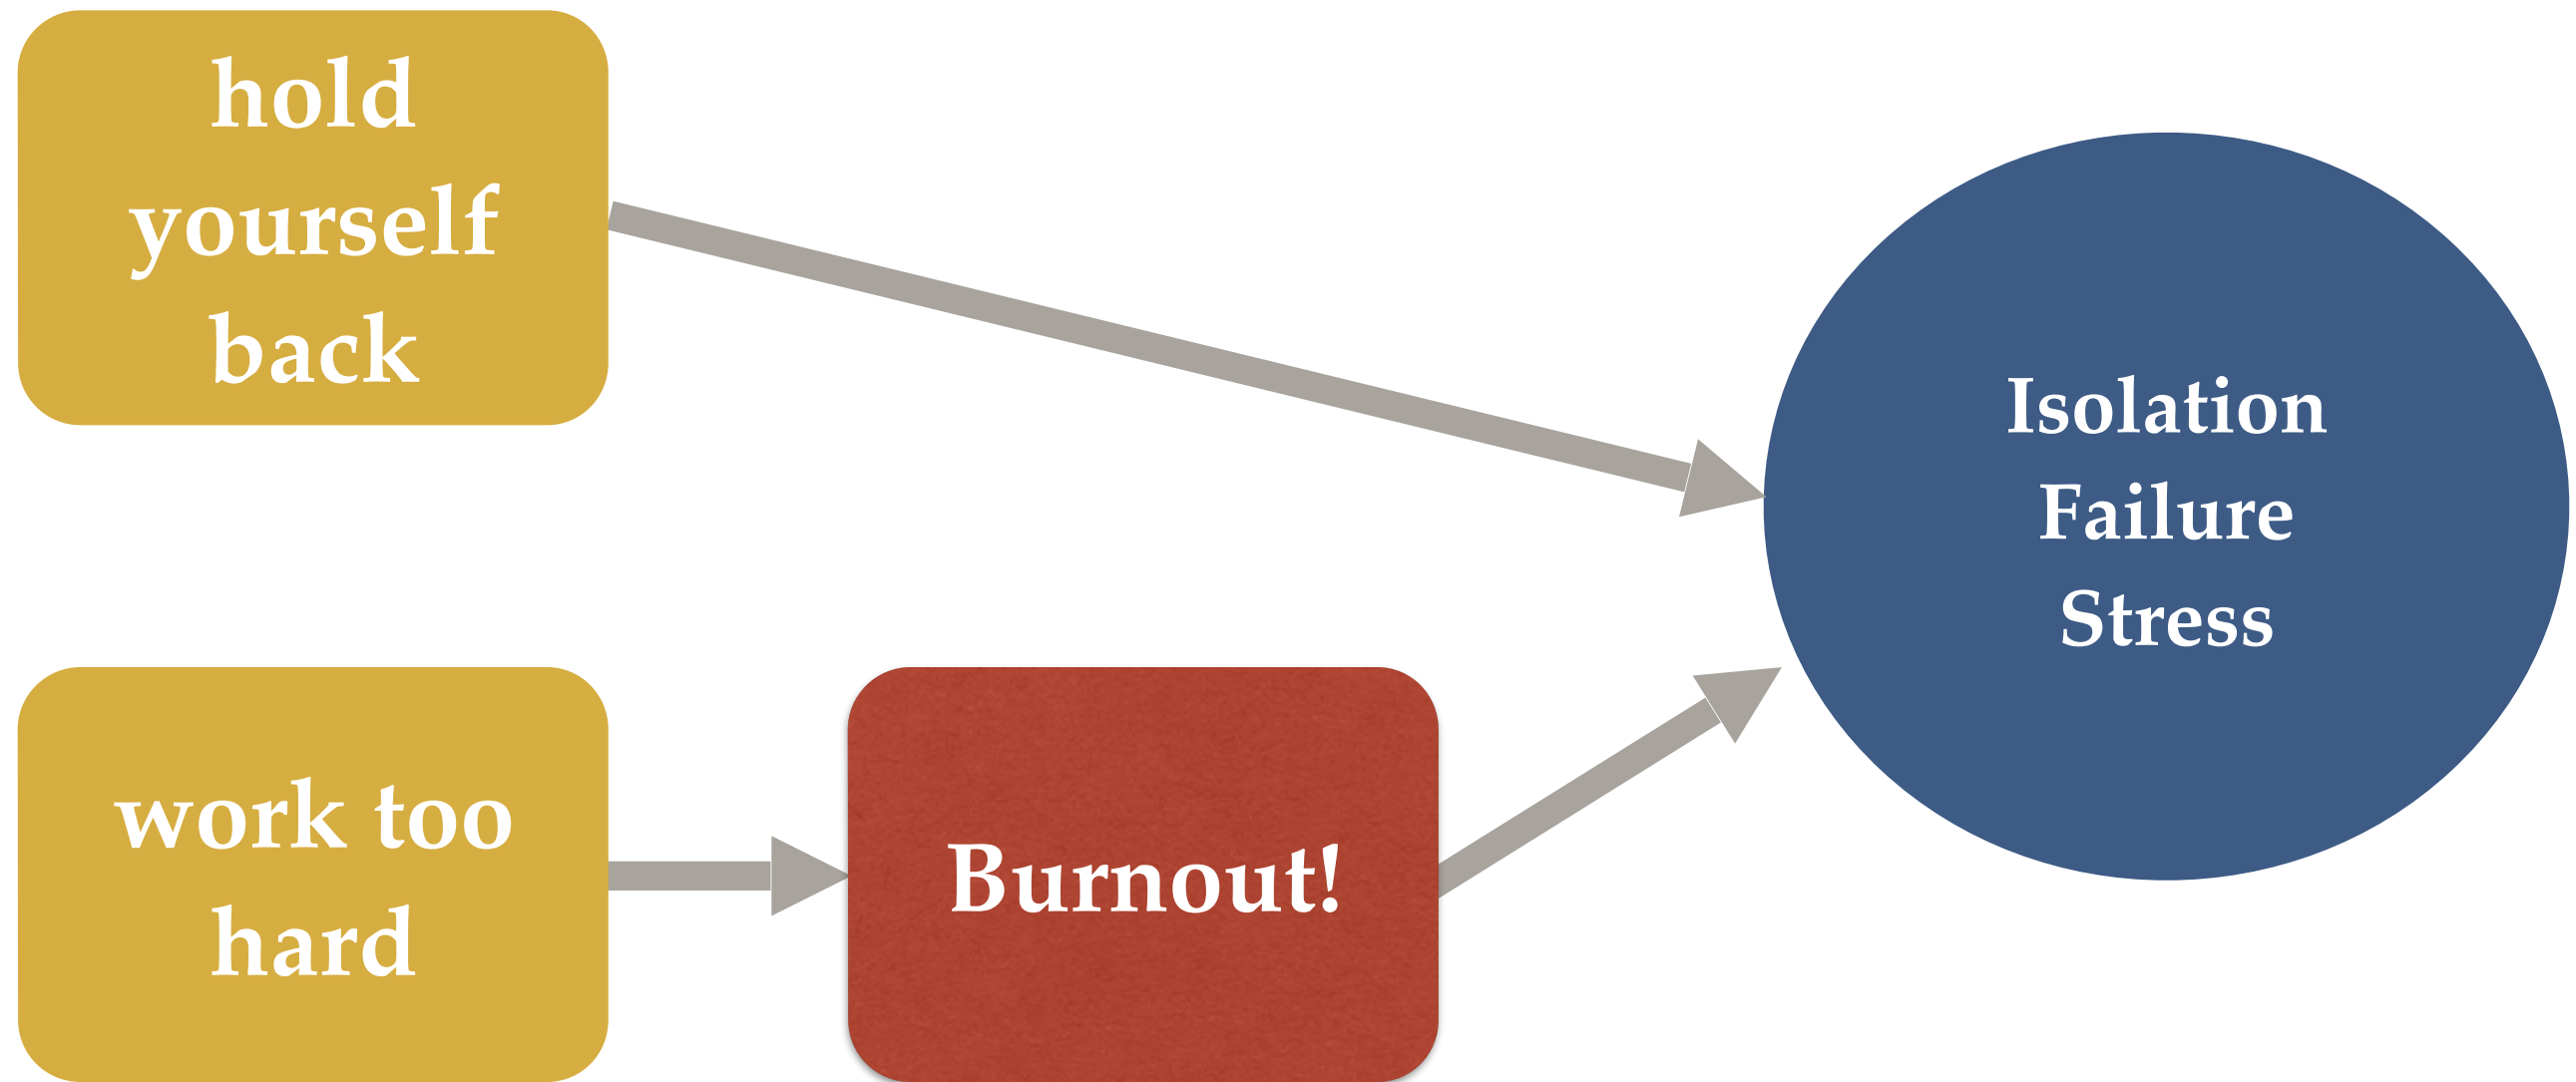 hold
yourself
back
Isolation
Failure
Stress
work too
hard
Burnout!